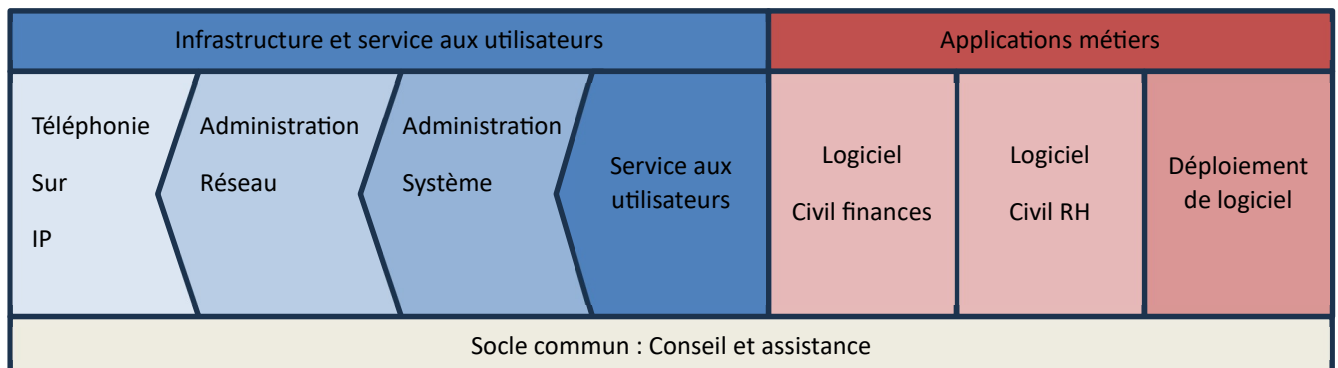 Infrastructure et service aux utilisateurs
Applications métiers
Téléphonie
Sur
IP
Administration
Réseau
Administration
Système
Service aux
utilisateurs
Logiciel
Civil finances
Logiciel
Civil RH
Déploiement
de logiciel
Socle commun : Conseil et assistance